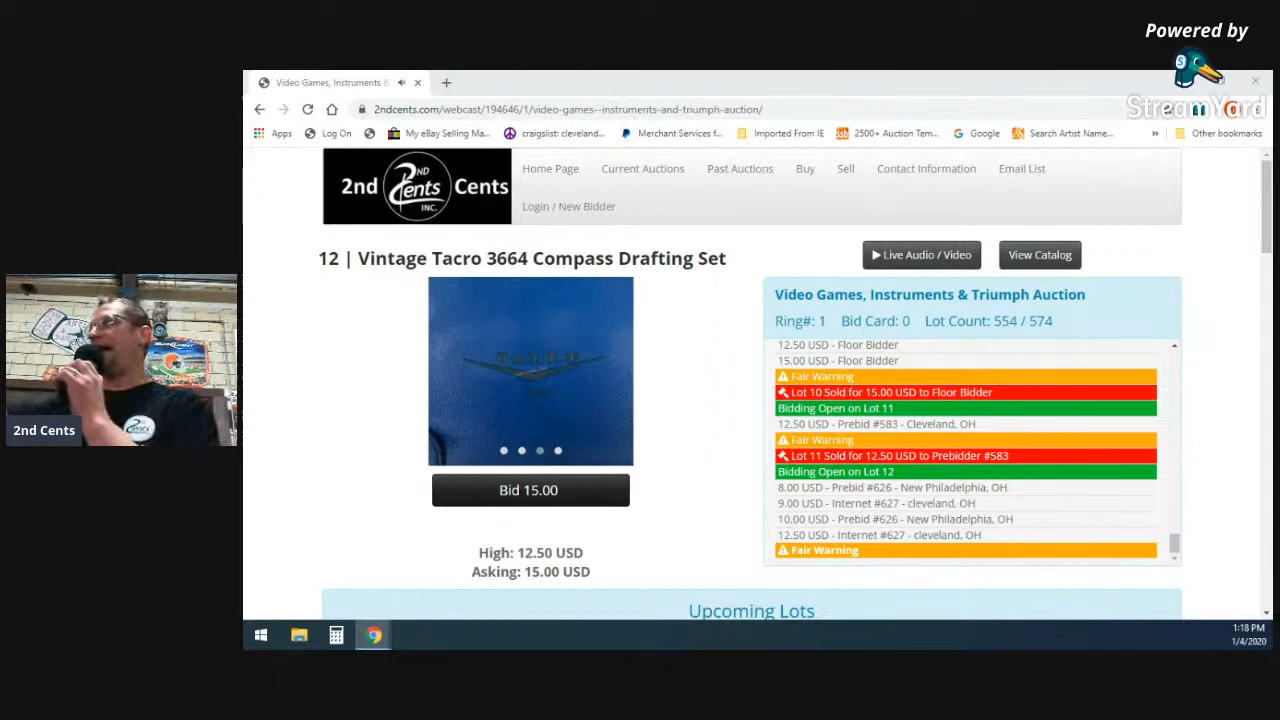 Powered by
StreamYard
Video Games, Instruments &
2ndcents.com/webcast/194646/1/video-games--instruments-and-triumph-auction/
Apps
Log On
My eBay Selling Ma...
craigslist: cleveland...
Merchant Services f...
Imported From IE
2500+ Auction Tem...
Google
Search Artist Name...
»
Other bookmarks
2nd
2ND
Cents
INC.
Cents
Home Page
Current Auctions
Past Auctions
Buy
Sell
Contact Information
Email List
Login / New Bidder
12 | Vintage Tacro 3664 Compass Drafting Set
Live Audio / Video
View Catalog
TACRO
Bid 15.00
High: 12.50 USD
Asking: 15.00 USD
Video Games, Instruments & Triumph Auction
Ring#: 1 Bid Card: 0 Lot Count: 554 / 574
12.50 USD - Floor Bidder
15.00 USD - Floor Bidder
Fair Warning
Lot 10 Sold for 15.00 USD to Floor Bidder
Bidding Open on Lot 11
12.50 USD - Prebid #583 - Cleveland, OH
Fair Warning
Lot 11 Sold for 12.50 USD to Prebidder #583
Bidding Open on Lot 12
8.00 USD - Prebid #626 - New Philadelphia, OH
9.00 USD - Internet #627 - cleveland, OH
10.00 USD - Prebid #626 - New Philadelphia, OH
12.50 USD - Internet #627 - cleveland, OH
Fair Warning
Upcoming Lots
2nd Cents
1:18 PM
1/4/2020